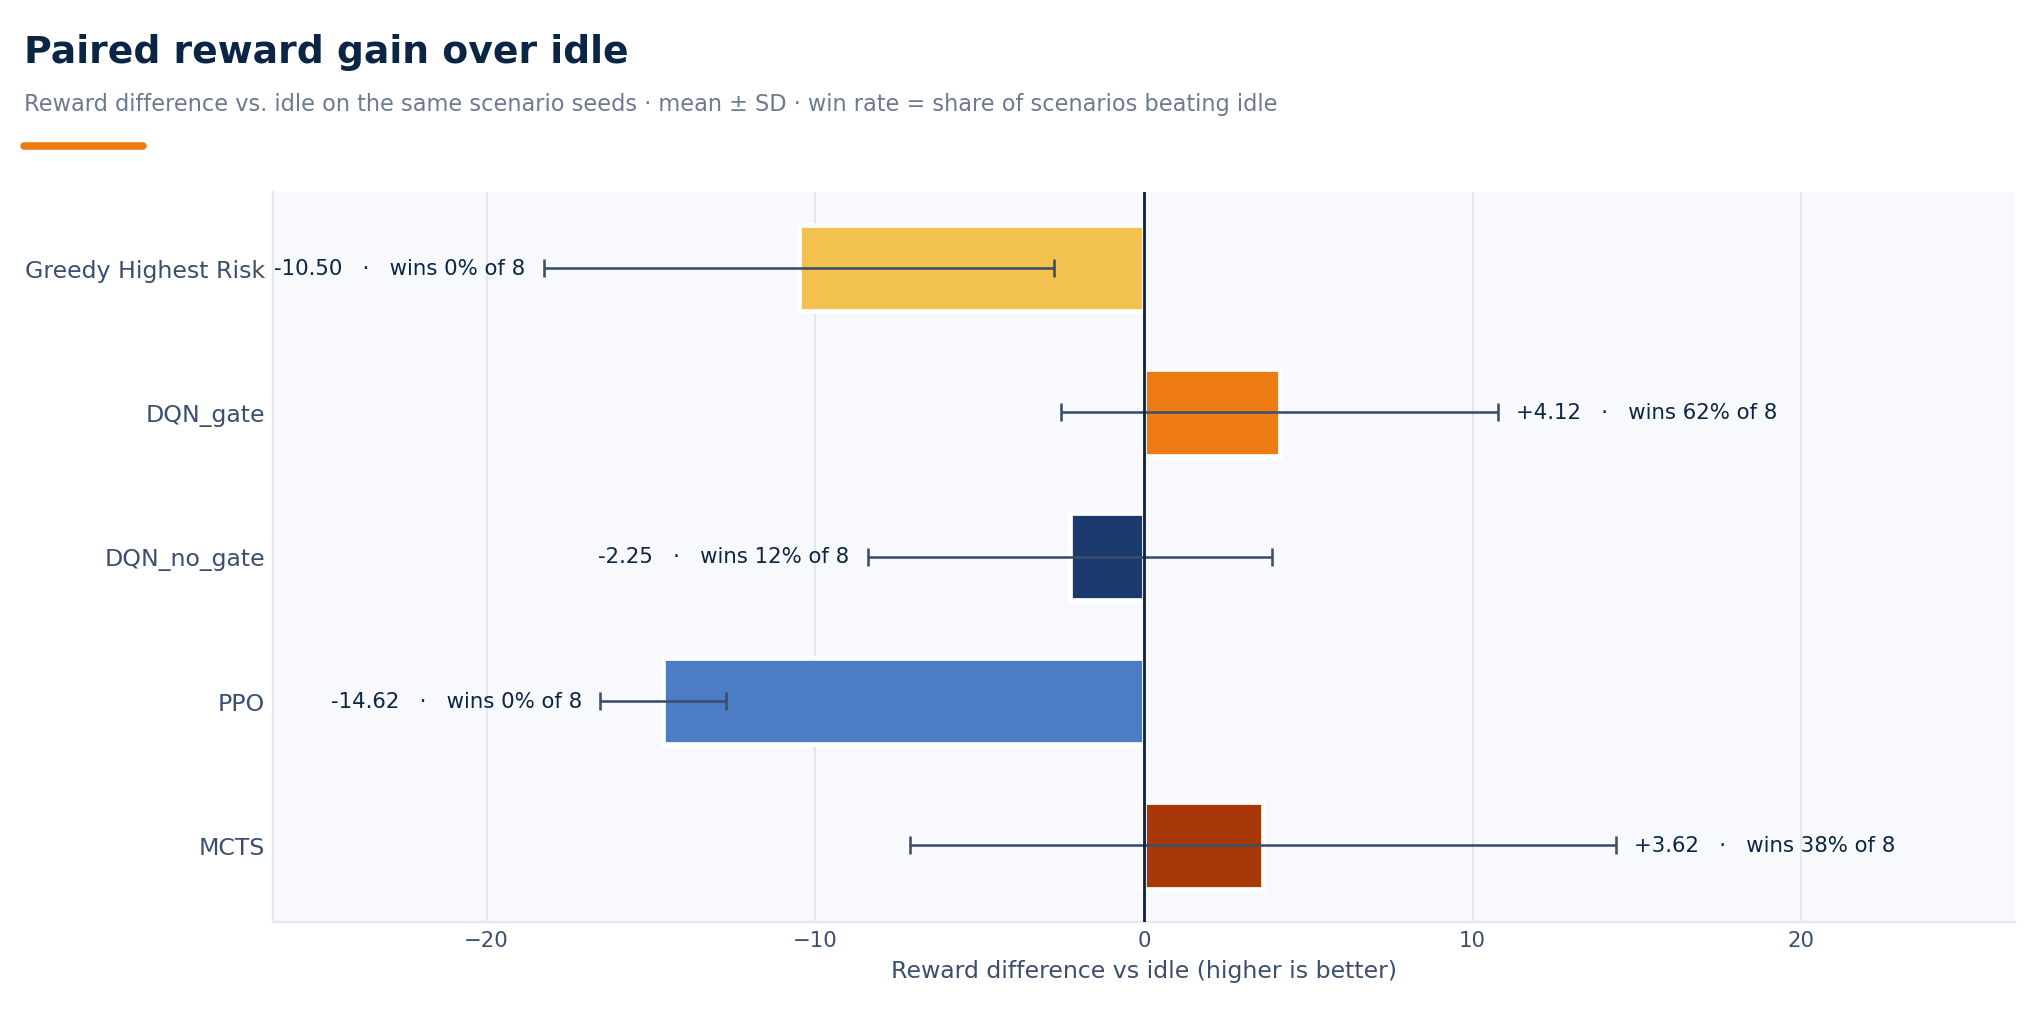 Paired reward gain over idle
Reward difference vs. idle on the same scenario seeds · mean ± SD · win rate = share of scenarios beating idle
Greedy Highest Risk -10.50 · wins 0% of 8
DQN_gate +4.12 · wins 62% of 8
DQN_no_gate -2.25 · wins 12% of 8
PPO -14.62 · wins 0% of 8
MCTS +3.62 · wins 38% of 8
−20 −10 0 10 20
Reward difference vs idle (higher is better)